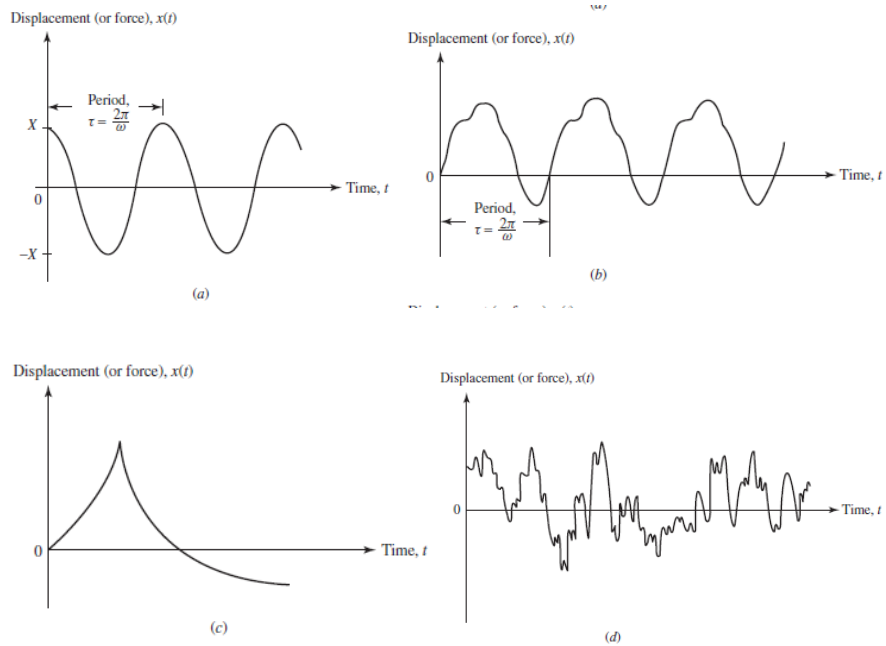 Displacement (or force), x(t)
Period,
τ = 2π/ω
X
0
−X
Time, t
(a)
Displacement (or force), x(t)
0
Time, t
Period,
τ = 2π/ω
(b)
Displacement (or force), x(t)
0
Time, t
(c)
Displacement (or force), x(t)
0
Time, t
(d)